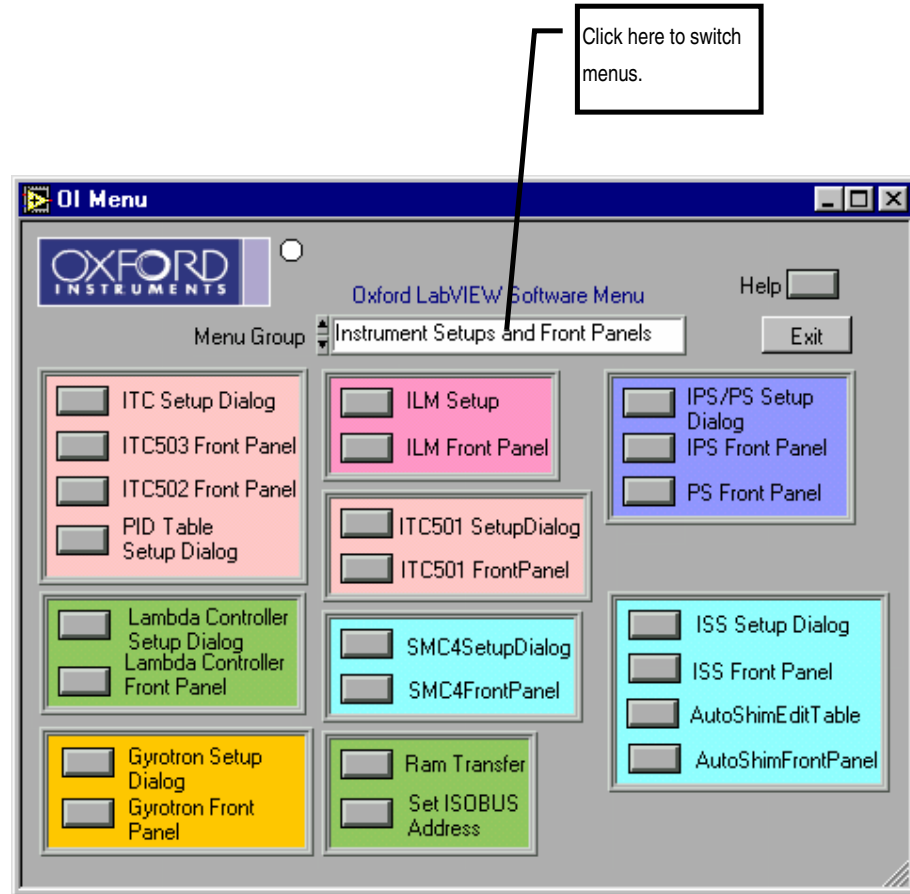 Click here to switch
menus.
OI Menu
OXFORD
INSTRUMENTS
Oxford LabVIEW Software Menu
Help
Menu Group
Instrument Setups and Front Panels
Exit
ITC Setup Dialog
ITC503 Front Panel
ITC502 Front Panel
PID Table
Setup Dialog
ILM Setup
ILM Front Panel
IPS/PS Setup
Dialog
IPS Front Panel
PS Front Panel
ITC501 SetupDialog
ITC501 FrontPanel
Lambda Controller
Setup Dialog
Lambda Controller
Front Panel
SMC4SetupDialog
SMC4FrontPanel
ISS Setup Dialog
ISS Front Panel
AutoShimEditTable
AutoShimFrontPanel
Gyrotron Setup
Dialog
Gyrotron Front
Panel
Ram Transfer
Set ISOBUS
Address